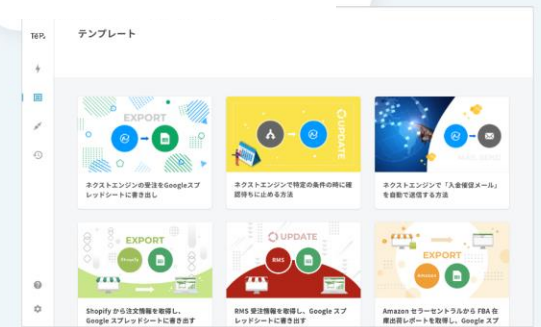 TēP.
テンプレート
EXPORT
ネクストエンジンの受注をGoogleスプ
レッドシートに書き出し
UPDATE
ネクストエンジンで特定の条件の時に確
認待ちに止める方法
MAIL SEND
ネクストエンジンで「入金催促メール」
を自動で送信する方法
EXPORT
Shopify
Shopify から注文情報を取得し、
Google スプレッドシートに書き出す
UPDATE
RMS
RMS 受注情報を取得し、Google スプ
レッドシートに書き出す
EXPORT
Amazon
Amazon セラーセントラルから FBA 在
庫出荷レポートを取得し、Google スプ